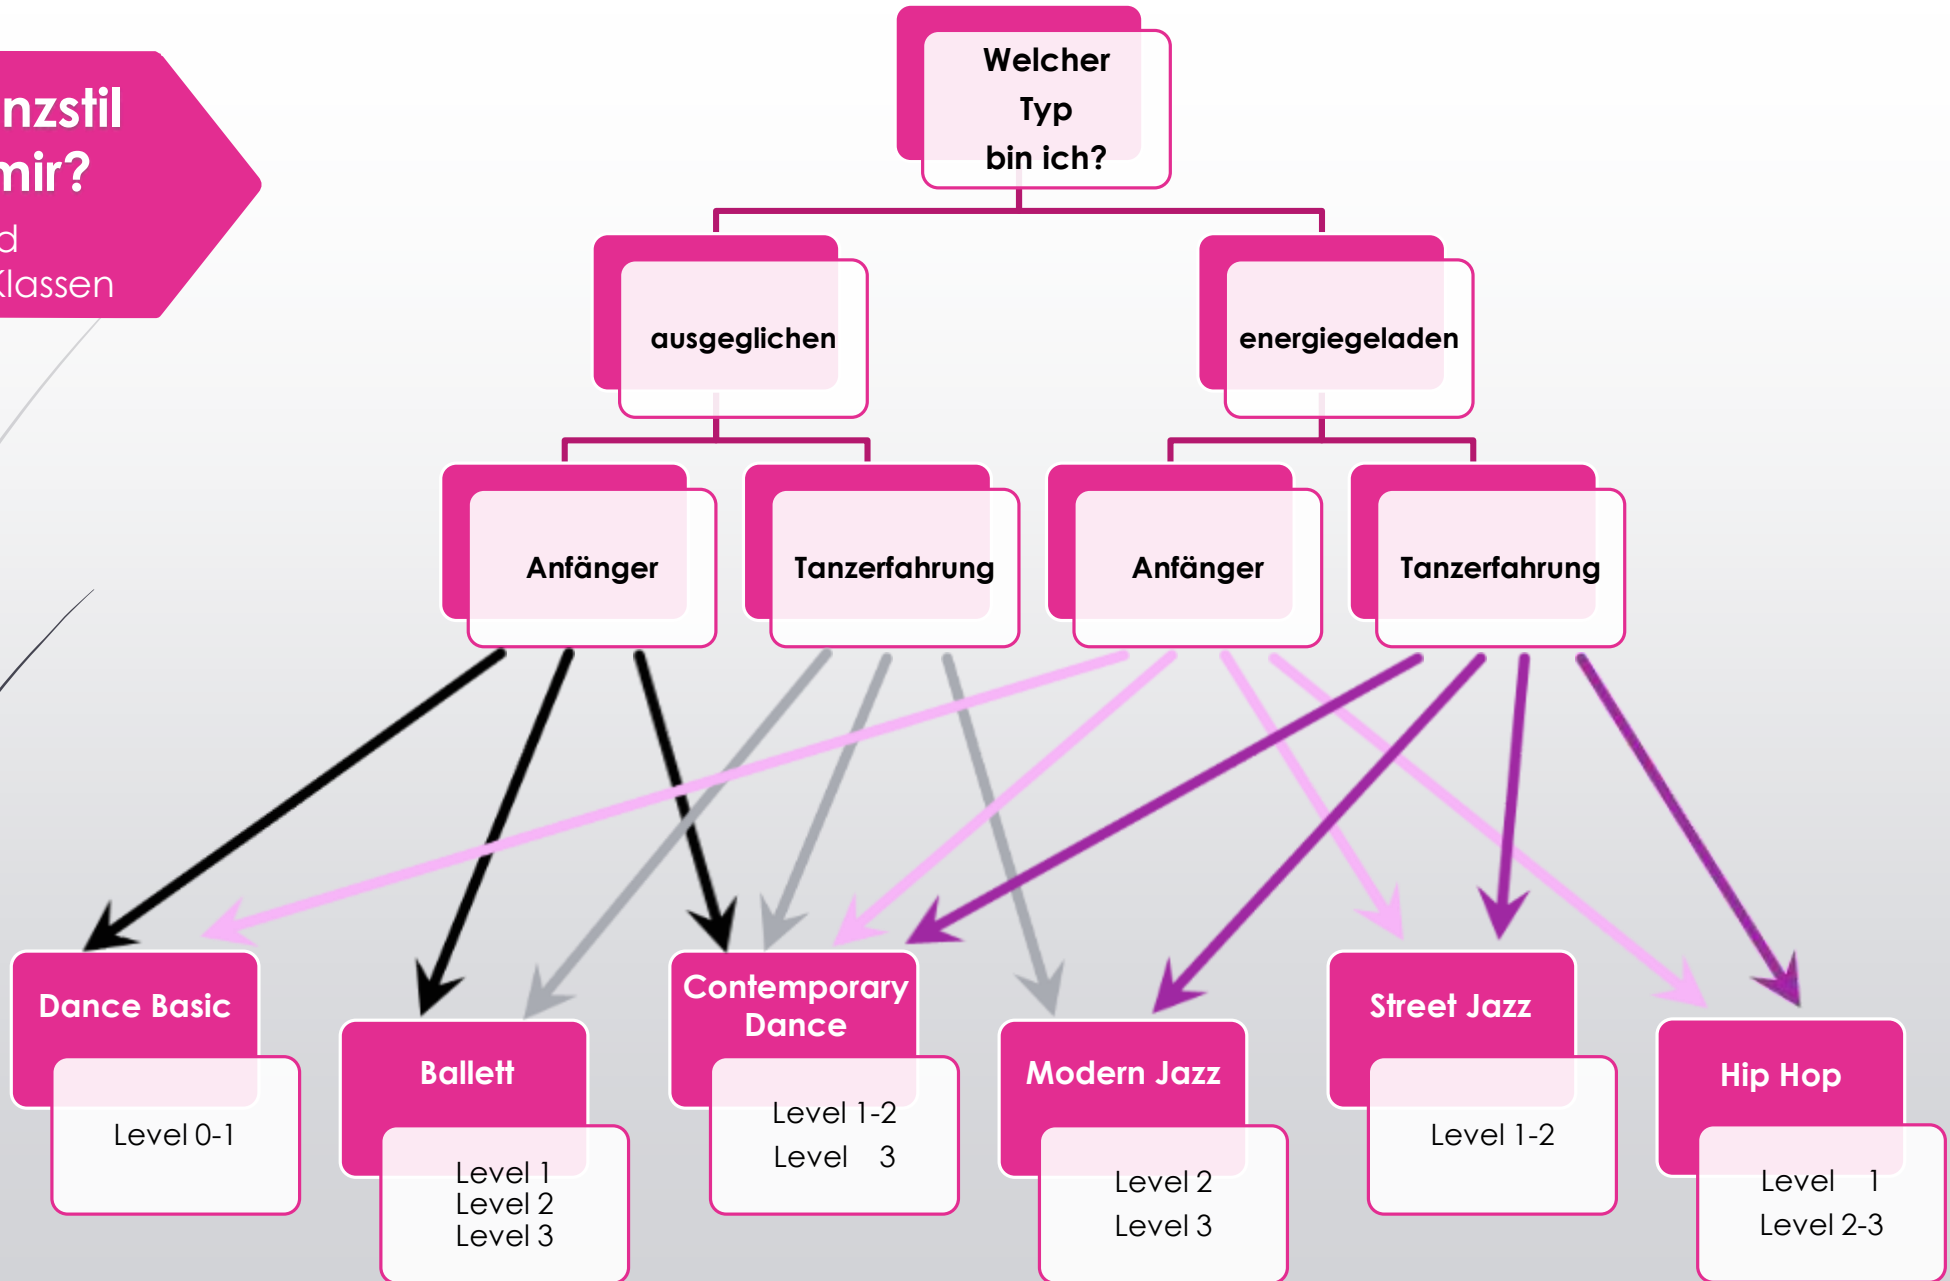 nzstil
mir?
d
Klassen
Welcher
Typ
bin ich?
ausgeglichen
energiegeladen
Anfänger
Tanzerfahrung
Anfänger
Tanzerfahrung
Dance Basic
Level 0-1
Ballett
Level 1
Level 2
Level 3
Contemporary
Dance
Level 1-2
Level 3
Modern Jazz
Level 2
Level 3
Street Jazz
Level 1-2
Hip Hop
Level 1
Level 2-3